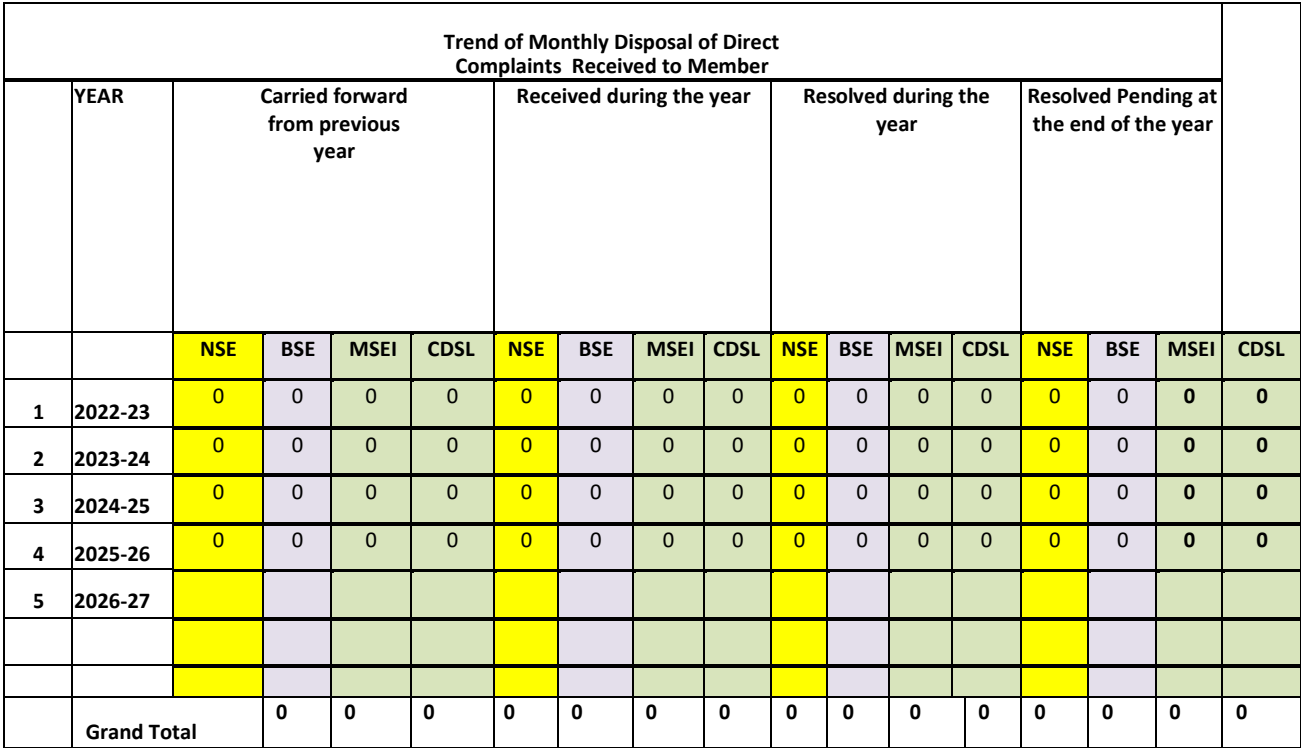 Trend of Monthly Disposal of Direct
Complaints Received to Member
YEAR Carried forward from previous year Received during the year Resolved during the year Resolved Pending at the end of the year
NSE BSE MSEI CDSL NSE BSE MSEI CDSL NSE BSE MSEI CDSL NSE BSE MSEI CDSL
1 2022-23 0 0 0 0 0 0 0 0 0 0 0 0 0 0 0 0
2 2023-24 0 0 0 0 0 0 0 0 0 0 0 0 0 0 0 0
3 2024-25 0 0 0 0 0 0 0 0 0 0 0 0 0 0 0 0
4 2025-26 0 0 0 0 0 0 0 0 0 0 0 0 0 0 0 0
5 2026-27
Grand Total 0 0 0 0 0 0 0 0 0 0 0 0 0 0 0